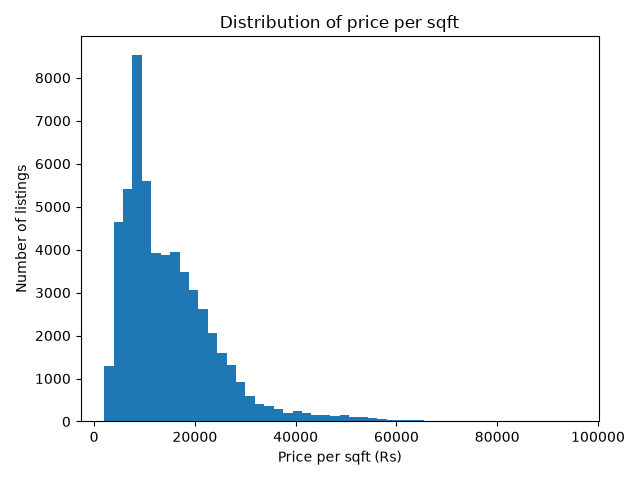 Distribution of price per sqft
8000
7000
6000
5000
4000
3000
2000
1000
0
Number of listings
0 20000 40000 60000 80000 100000
Price per sqft (Rs)